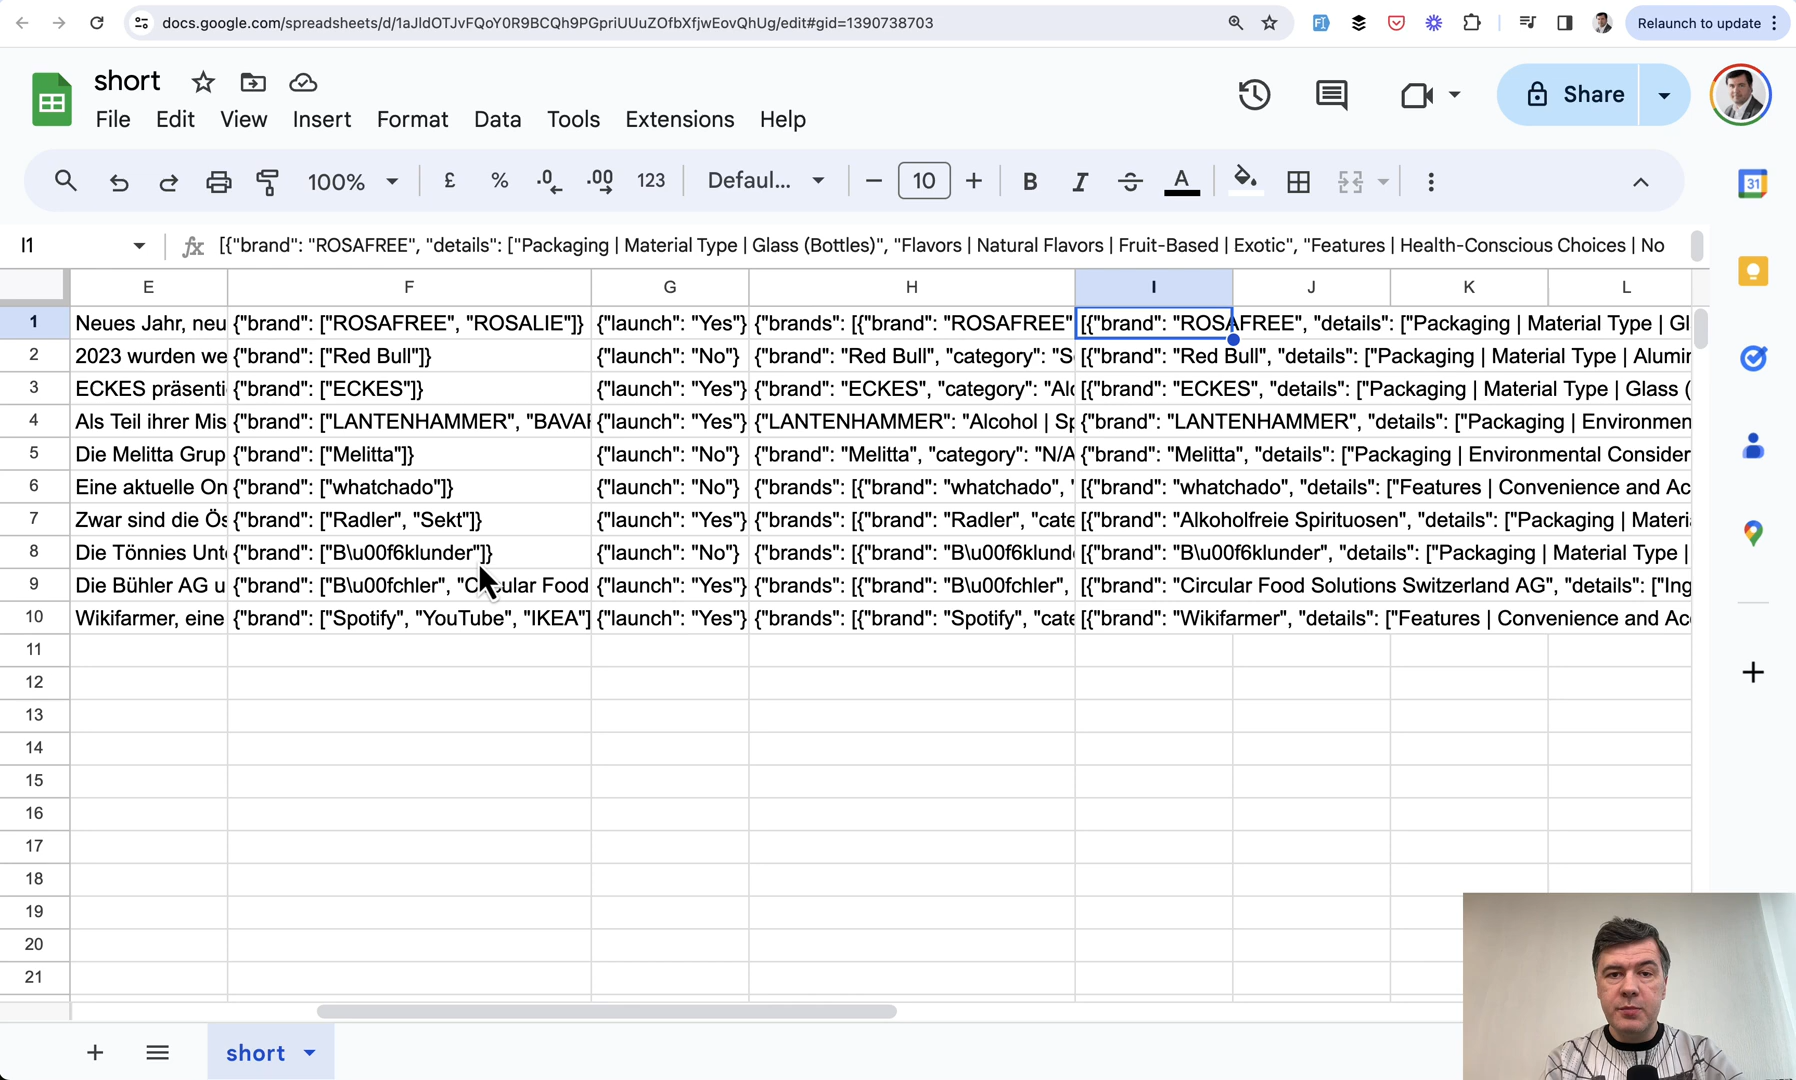 docs.google.com/spreadsheets/d/1aJIdOTJvFQoY0R9BCQh9PGpriUUuZOfbXfjwEovQhUg/edit#gid=1390738703
Relaunch to update
short
File Edit View Insert Format Data Tools Extensions Help
Share
100% £ % .0 .00 123 Defaul... 10 B I A
31
I1
[{"brand": "ROSAFREE", "details": ["Packaging | Material Type | Glass (Bottles)", "Flavors | Natural Flavors | Fruit-Based | Exotic", "Features | Health-Conscious Choices | No
E F G H I J K L
1 Neues Jahr, neu {"brand": ["ROSAFREE", "ROSALIE"]} {"launch": "Yes"} {"brands": [{"brand": "ROSAFREE" [{"brand": "ROSAFREE", "details": ["Packaging | Material Type | Gl
2 2023 wurden we {"brand": ["Red Bull"]} {"launch": "No"} {"brand": "Red Bull", "category": "S [{"brand": "Red Bull", "details": ["Packaging | Material Type | Alumin
3 ECKES präsenti {"brand": ["ECKES"]} {"launch": "Yes"} {"brand": "ECKES", "category": "Alc [{"brand": "ECKES", "details": ["Packaging | Material Type | Glass (
4 Als Teil ihrer Mis {"brand": ["LANTENHAMMER", "BAVAR {"launch": "Yes"} {"LANTENHAMMER": "Alcohol | Sp {"brand": "LANTENHAMMER", "details": ["Packaging | Environmen
5 Die Melitta Grup {"brand": ["Melitta"]} {"launch": "No"} {"brand": "Melitta", "category": "N/A {"brand": "Melitta", "details": ["Packaging | Environmental Consider
6 Eine aktuelle On {"brand": ["whatchado"]} {"launch": "No"} {"brands": [{"brand": "whatchado", " [{"brand": "whatchado", "details": ["Features | Convenience and Ac
7 Zwar sind die Ös {"brand": ["Radler", "Sekt"]} {"launch": "Yes"} {"brands": [{"brand": "Radler", "cate [{"brand": "Alkoholfreie Spirituosen", "details": ["Packaging | Materi
8 Die Tönnies Unt {"brand": ["B\u00f6klunder"]} {"launch": "No"} {"brands": [{"brand": "B\u00f6klund [{"brand": "B\u00f6klunder", "details": ["Packaging | Material Type |
9 Die Bühler AG u {"brand": ["B\u00fchler", "Circular Food {"launch": "Yes"} {"brands": [{"brand": "B\u00fchler", [{"brand": "Circular Food Solutions Switzerland AG", "details": ["Ing
10 Wikifarmer, eine {"brand": ["Spotify", "YouTube", "IKEA"] {"launch": "Yes"} {"brands": [{"brand": "Spotify", "cate [{"brand": "Wikifarmer", "details": ["Features | Convenience and Ac
11
12
13
14
15
16
17
18
19
20
21
short